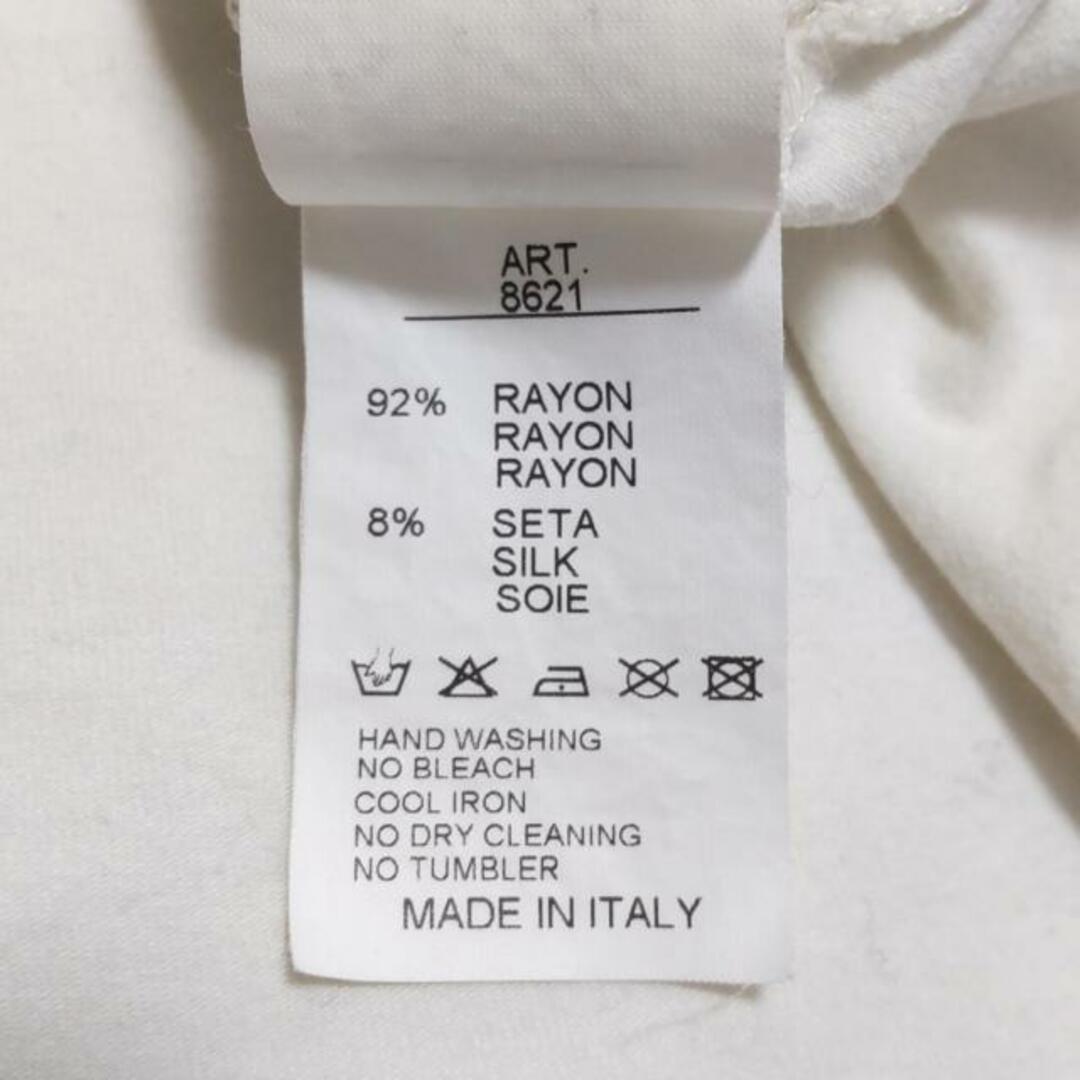 ART.
8621
92% RAYON
RAYON
RAYON
8% SETA
SILK
SOIE
HAND WASHING
NO BLEACH
COOL IRON
NO DRY CLEANING
NO TUMBLER
MADE IN ITALY